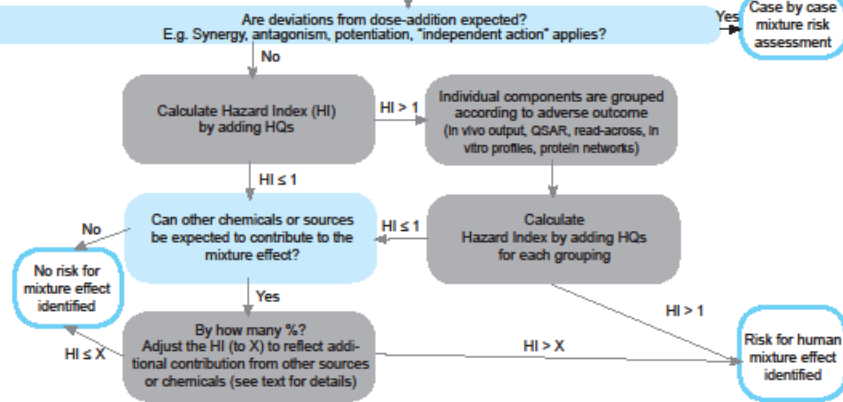 Are deviations from dose-addition expected?
E.g. Synergy, antagonism, potentiation, "independent action" applies?
Yes
Case by case
mixture risk
assessment
No
Calculate Hazard Index (HI)
by adding HQs
HI > 1
Individual components are grouped
according to adverse outcome
(In vivo output, QSAR, read-across, In
vitro profiles, protein networks)
HI ≤ 1
Can other chemicals or sources
be expected to contribute to the
mixture effect?
HI ≤ 1
Calculate
Hazard Index by adding HQs
for each grouping
No
No risk for
mixture effect
identified
Yes
HI > 1
By how many %?
Adjust the HI (to X) to reflect addi-
tional contribution from other sources
or chemicals (see text for details)
HI ≤ X
HI > X
Risk for human
mixture effect
identified